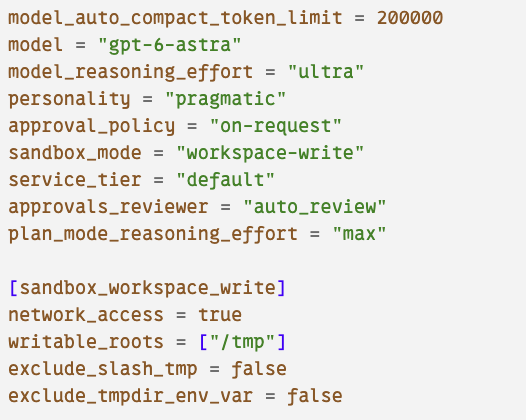 model_auto_compact_token_limit = 200000
model = "gpt-6-astra"
model_reasoning_effort = "ultra"
personality = "pragmatic"
approval_policy = "on-request"
sandbox_mode = "workspace-write"
service_tier = "default"
approvals_reviewer = "auto_review"
plan_mode_reasoning_effort = "max"

[sandbox_workspace_write]
network_access = true
writable_roots = ["/tmp"]
exclude_slash_tmp = false
exclude_tmpdir_env_var = false